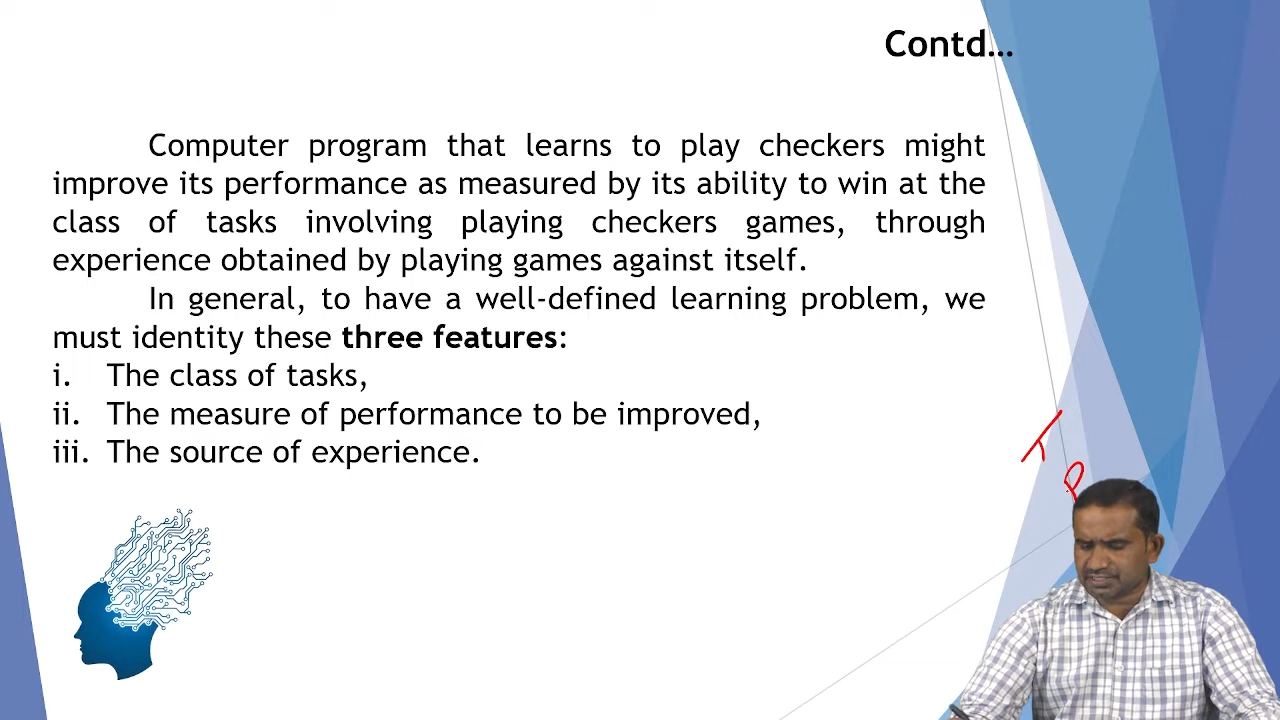 Contd...
Computer program that learns to play checkers might
improve its performance as measured by its ability to win at the
class of tasks involving playing checkers games, through
experience obtained by playing games against itself.
In general, to have a well-defined learning problem, we
must identity these three features:
i. The class of tasks,
ii. The measure of performance to be improved,
iii. The source of experience.
T
P